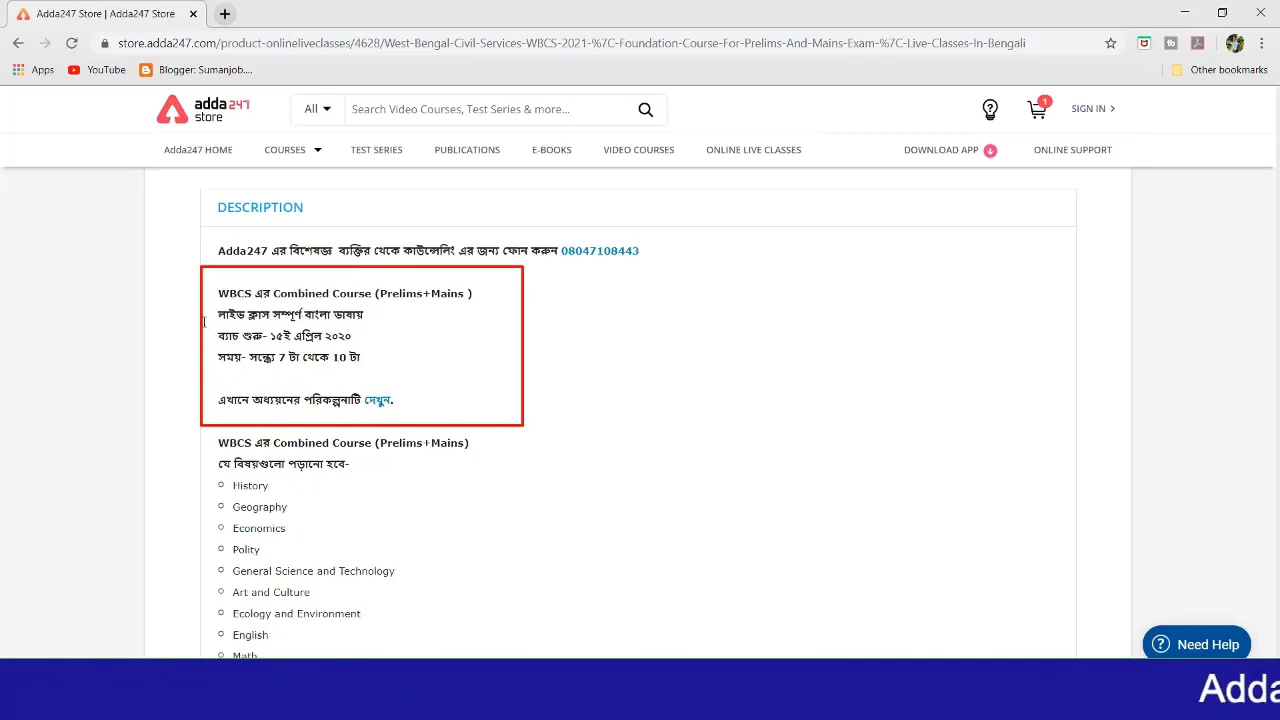 Adda247 Store | Adda247 Store
store.adda247.com/product-onlineliveclasses/4628/West-Bengal-Civil-Services-WBCS-2021-%7C-Foundation-Course-For-Prelims-And-Mains-Exam-%7C-Live-Classes-In-Bengali
Apps YouTube Blogger: Sumanjob.... Other bookmarks
adda247 store
All Search Video Courses, Test Series & more... 1 SIGN IN
Adda247 HOME COURSES TEST SERIES PUBLICATIONS E-BOOKS VIDEO COURSES ONLINE LIVE CLASSES DOWNLOAD APP ONLINE SUPPORT
DESCRIPTION
Adda247 এর বিশেষজ্ঞ ব্যক্তির থেকে কাউন্সেলিং এর জন্য ফোন করুন 08047108443
WBCS এর Combined Course (Prelims+Mains )
লাইভ ক্লাস সম্পূর্ণ বাংলা ভাষায়
ব্যাচ শুরু- ১৫ই এপ্রিল ২০২০
সময়- সন্ধ্যে 7 টা থেকে 10 টা
এখানে অধ্যয়নের পরিকল্পনাটি দেখুন.
WBCS এর Combined Course (Prelims+Mains)
যে বিষয়গুলো পড়ানো হবে-
History
Geography
Economics
Polity
General Science and Technology
Art and Culture
Ecology and Environment
English
Math
Need Help
Adda